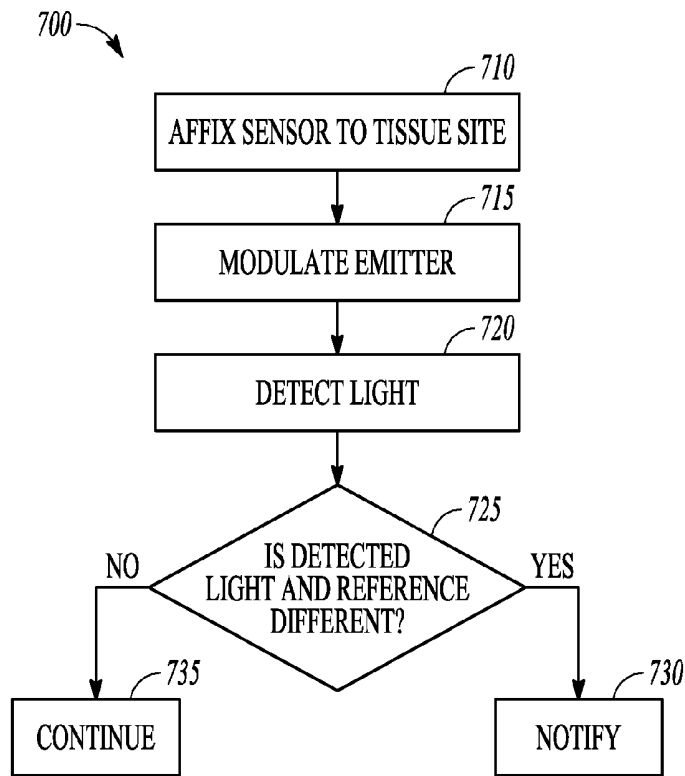 700
710
AFFIX SENSOR TO TISSUE SITE
715
MODULATE EMITTER
720
DETECT LIGHT
725
IS DETECTED
LIGHT AND REFERENCE
DIFFERENT?
NO
YES
735
CONTINUE
730
NOTIFY